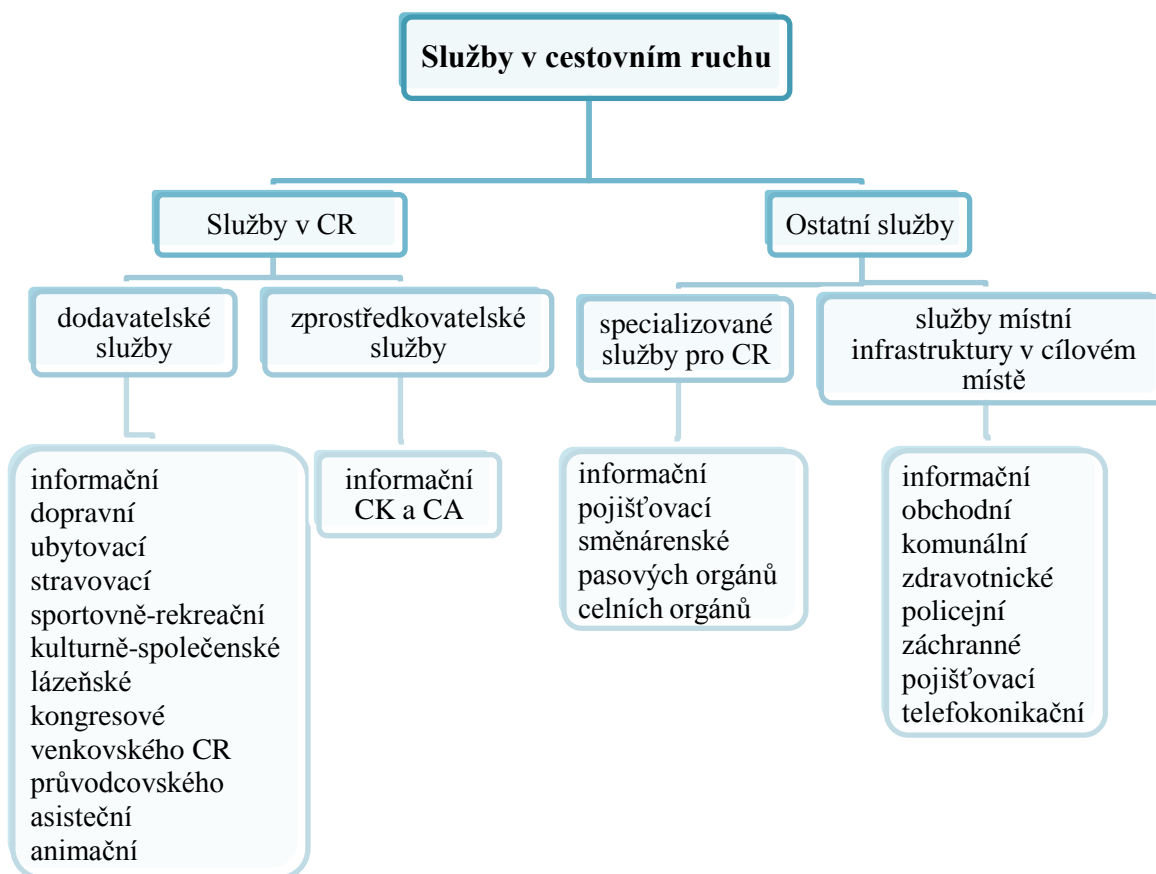 Služby v cestovním ruchu
Služby v CR
Ostatní služby
dodavatelské
služby
zprostředkovatelské
služby
specializované
služby pro CR
služby místní
infrastruktury v cílovém
místě
informační
dopravní
ubytovací
stravovací
sportovně-rekreační
kulturně-společenské
lázeňské
kongresové
venkovského CR
průvodcovského
asisteční
animační
informační
CK a CA
informační
pojišťovací
směnárenské
pasových orgánů
celních orgánů
informační
obchodní
komunální
zdravotnické
policejní
záchranné
pojišťovací
telefokonikační